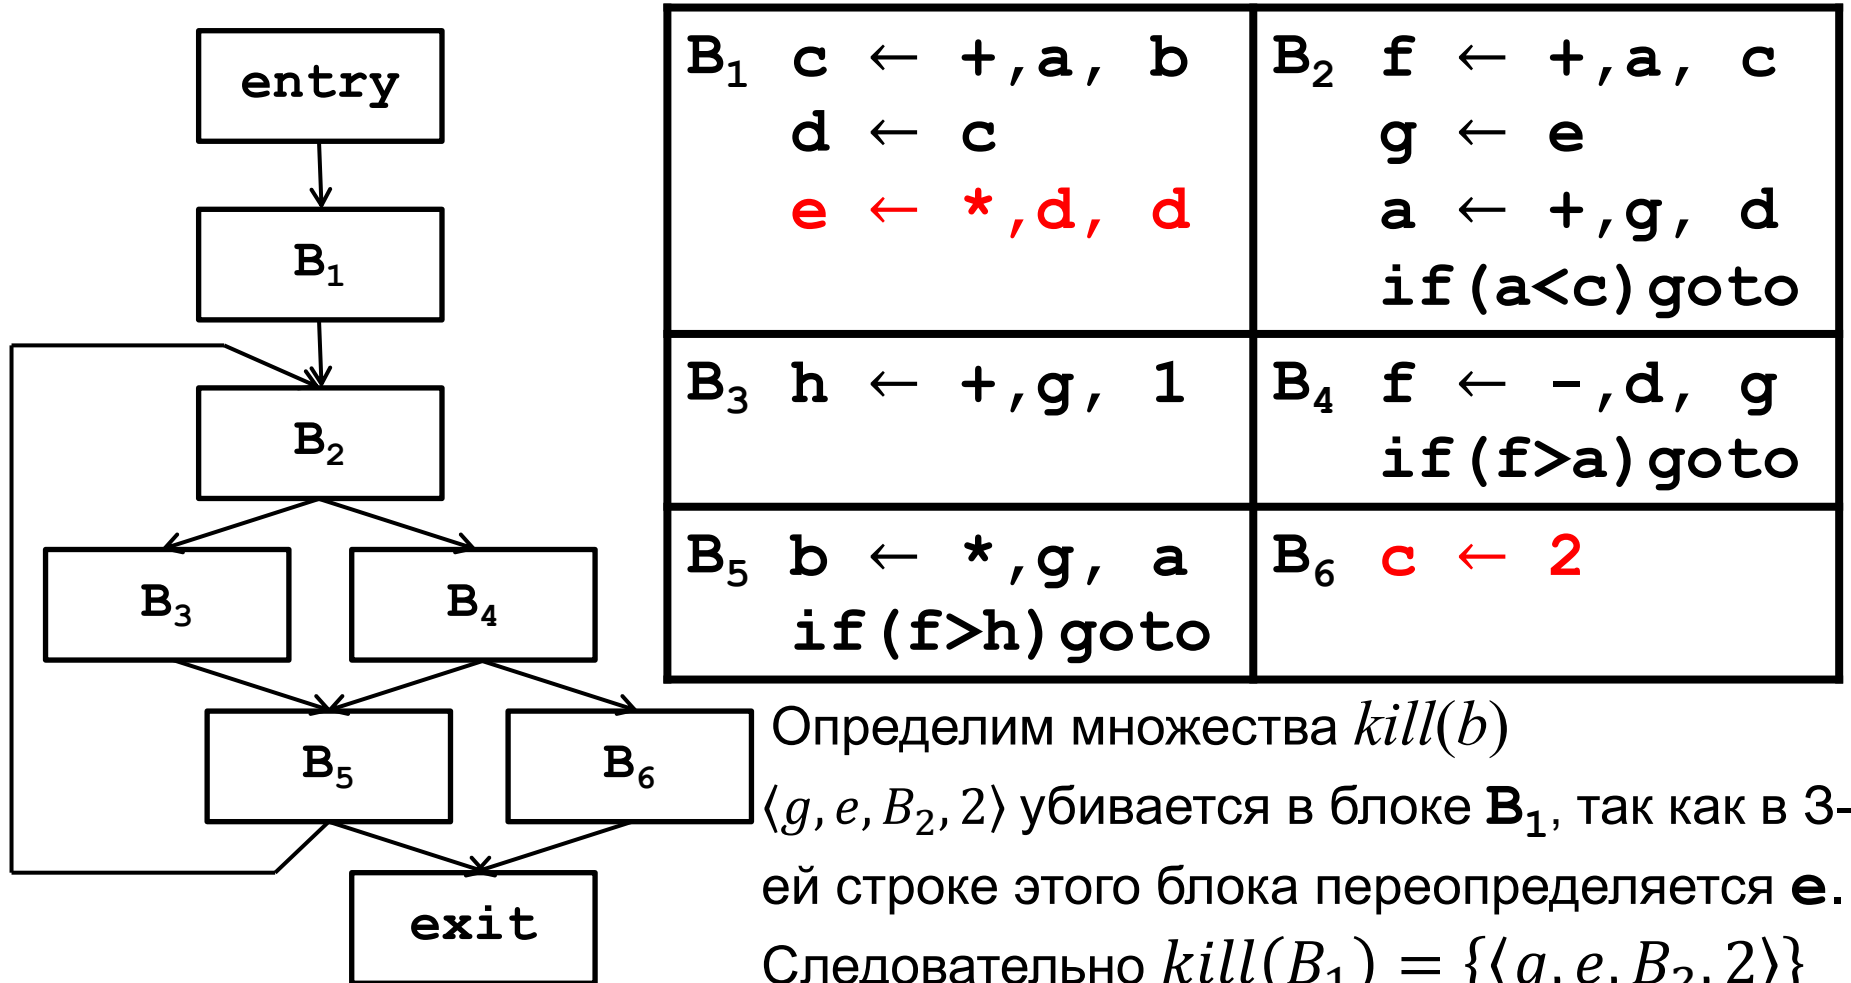 entry
B₁
B₂
B₃
B₄
B₅
B₆
exit
B₁ c ← +,a, b
d ← c
e ← *,d, d
B₂ f ← +,a, c
g ← e
a ← +,g, d
if(a<c)goto
B₃ h ← +,g, 1
B₄ f ← -,d, g
if(f>a)goto
B₅ b ← *,g, a
if(f>h)goto
B₆ c ← 2
Определим множества kill(b)
⟨g, e, B₂, 2⟩ убивается в блоке B₁, так как в 3-
ей строке этого блока переопределяется e.
Следовательно kill(B₁) = {⟨g, e, B₂, 2⟩}